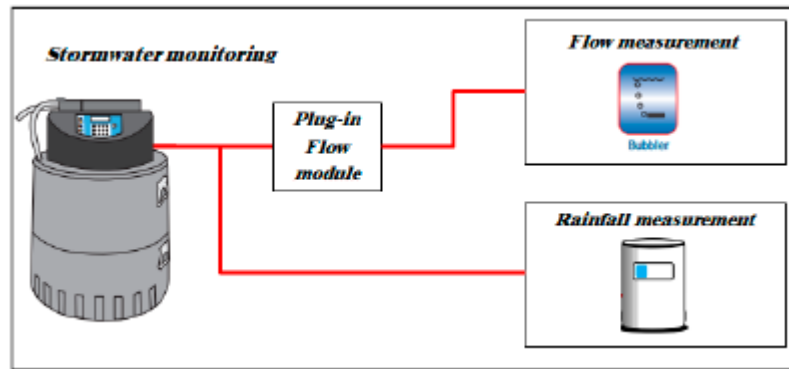 Stormwater monitoring
Plug-in
Flow
module
Flow measurement
Bubbler
Rainfall measurement